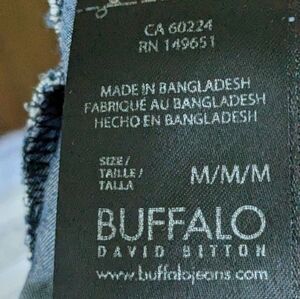 CA 60224
RN 149651
MADE IN BANGLADESH
FABRIQUÉ AU BANGLADESH
HECHO EN BANGLADESH
SIZE/
TAILLE/
TALLA
M/M/M
BUFFALO
DAVID BITTON
www.buffalojeans.com